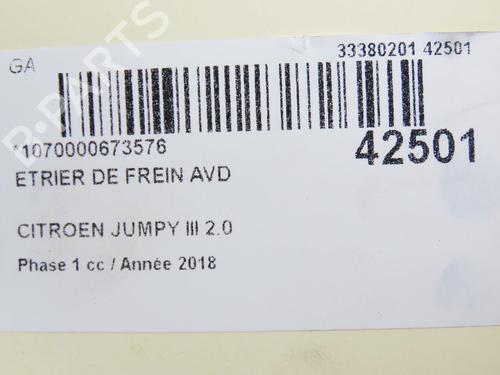 GA
33380201 42501
*1070000673576
42501
ETRIER DE FREIN AVD
CITROEN JUMPY III 2.0
Phase 1 cc / Année 2018
B-PARTS